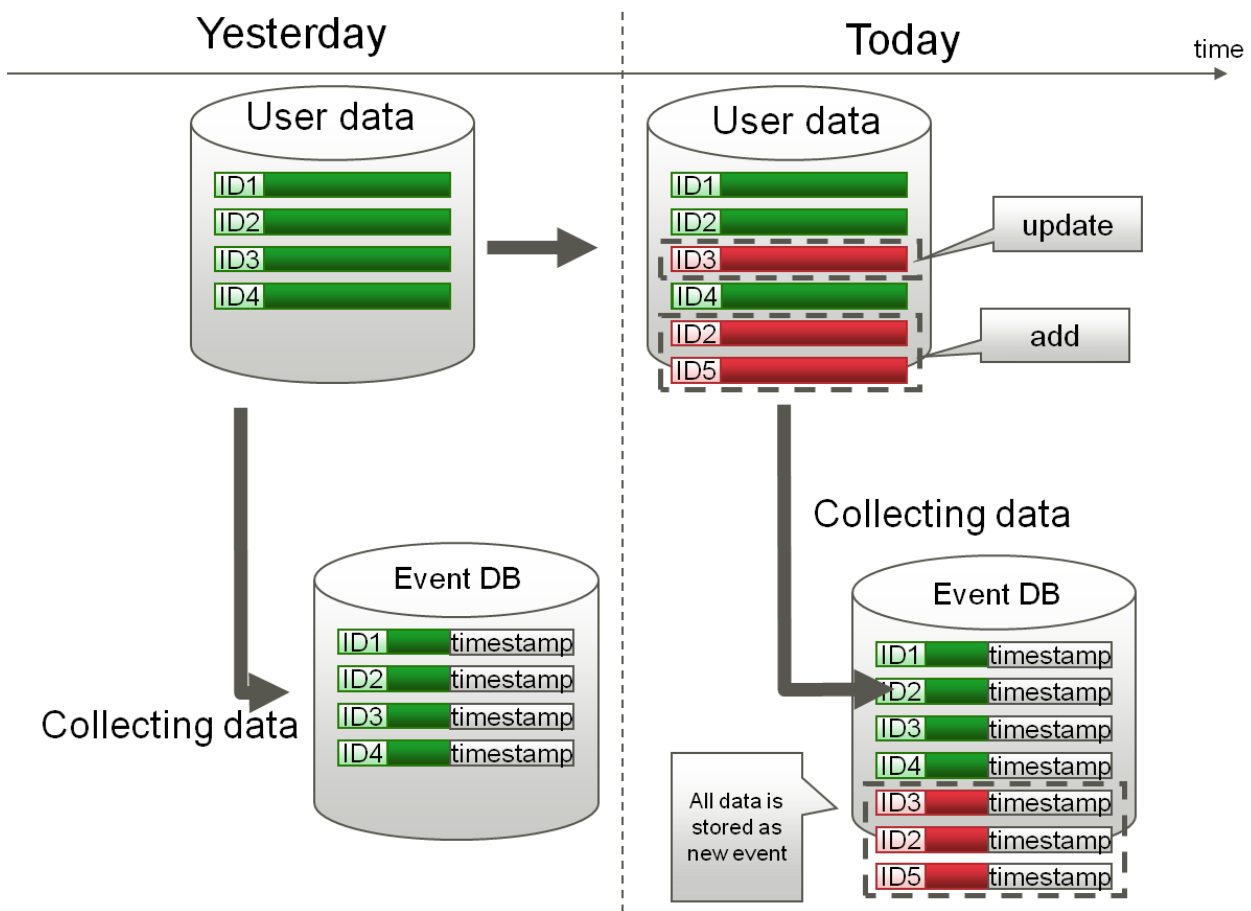 Yesterday
Today
time
User data
ID1
ID2
ID3
ID4
User data
ID1
ID2
ID3
ID4
ID2
ID5
update
add
Collecting data
Event DB
ID1 timestamp
ID2 timestamp
ID3 timestamp
ID4 timestamp
Collecting data
Event DB
ID1 timestamp
ID2 timestamp
ID3 timestamp
ID4 timestamp
ID3 timestamp
ID2 timestamp
ID5 timestamp
All data is
stored as
new event